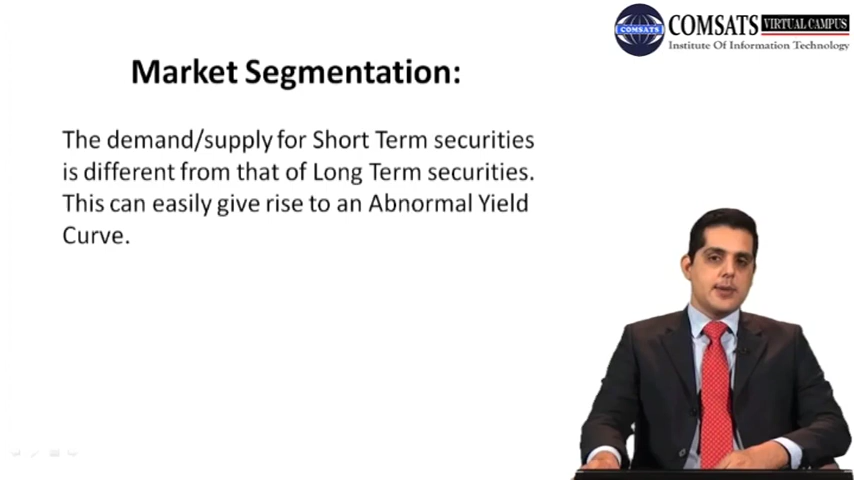 COMSATS VIRTUAL CAMPUS
COMSATS
Institute Of Information Technology
Market Segmentation:
The demand/supply for Short Term securities
is different from that of Long Term securities.
This can easily give rise to an Abnormal Yield
Curve.